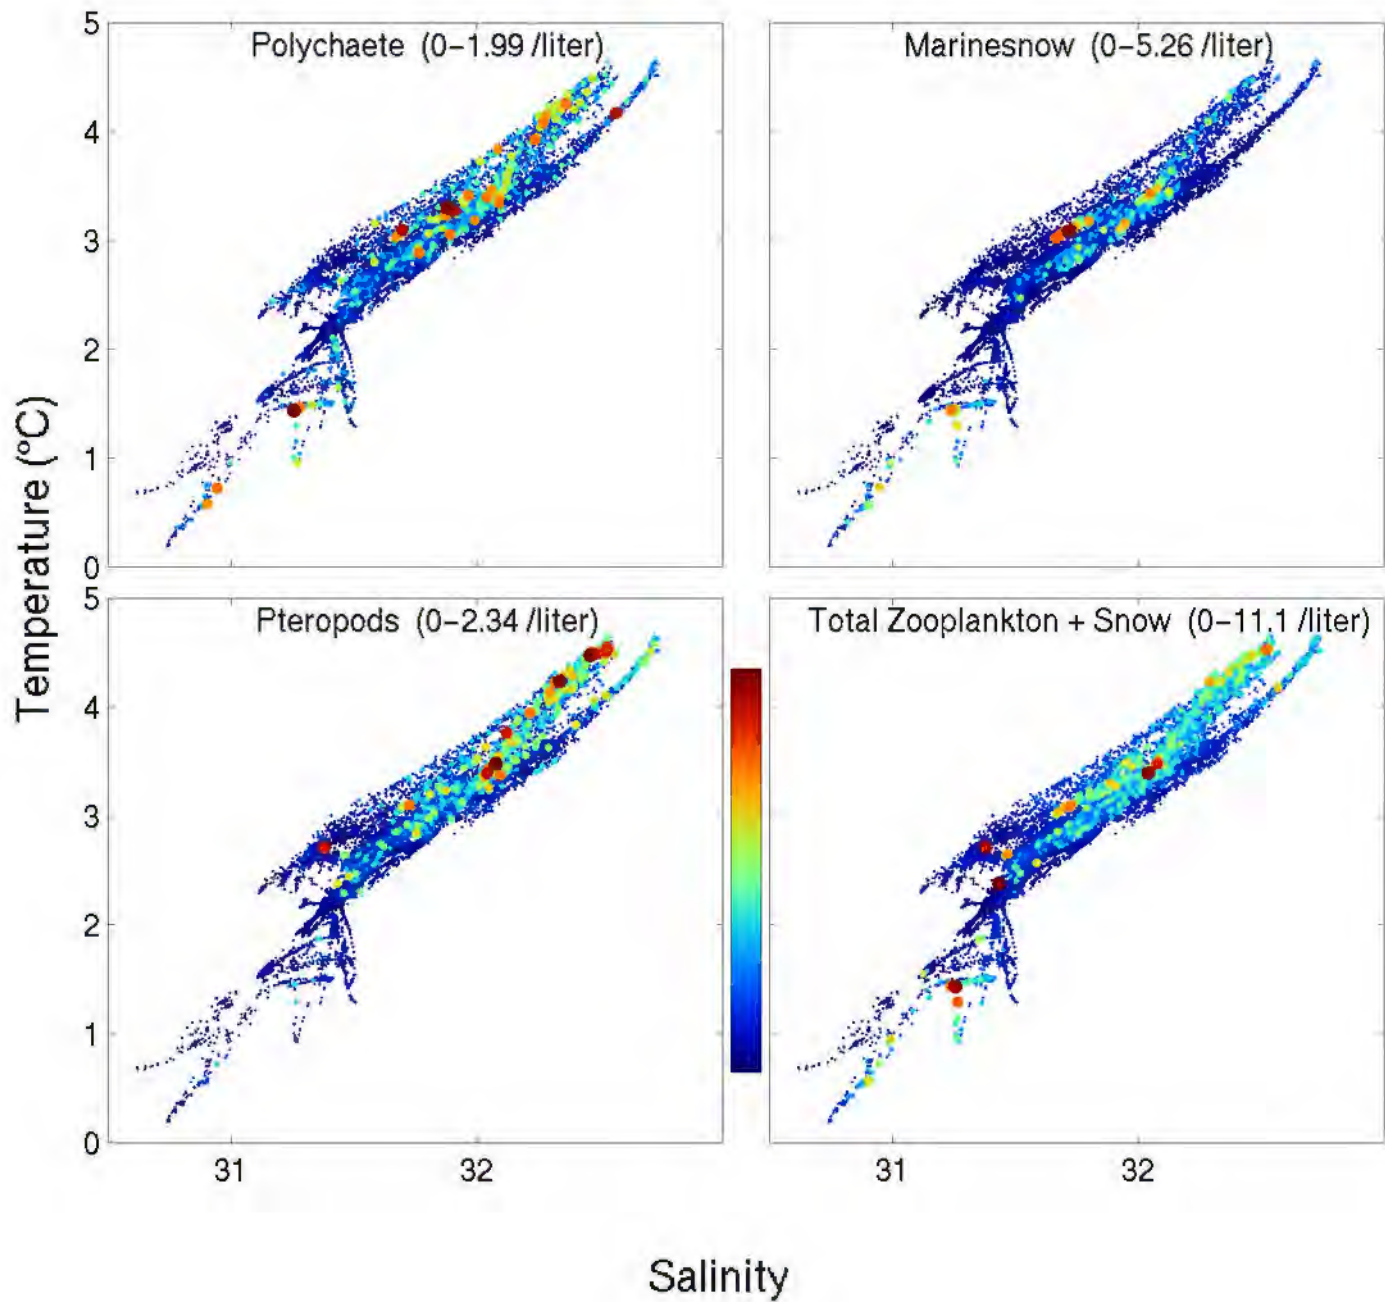 Polychaete (0-1.99 /liter)
Marinesnow (0-5.26 /liter)
5
4
3
2
1
0
Temperature (°C)
Pteropods (0-2.34 /liter)
Total Zooplankton + Snow (0-11.1 /liter)
5
4
3
2
1
0
31
32
31
32
Salinity